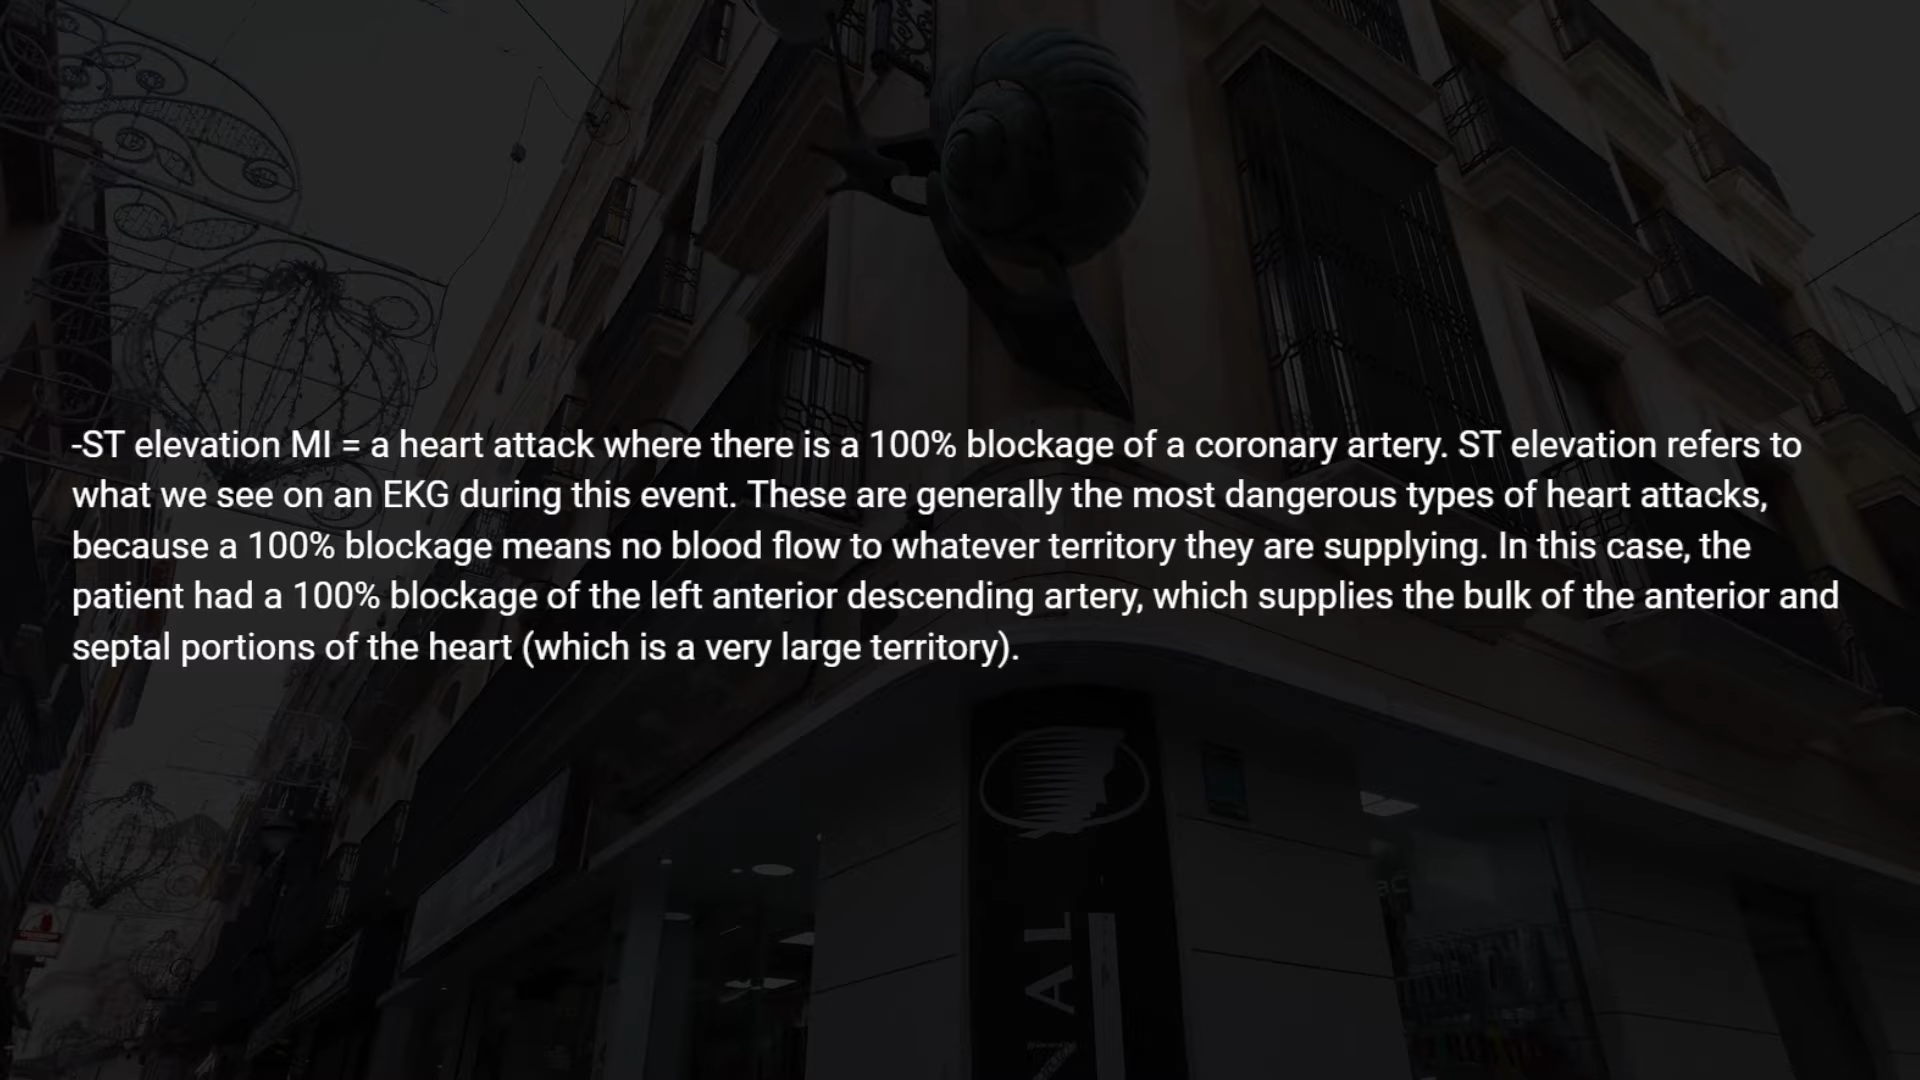 -ST elevation MI = a heart attack where there is a 100% blockage of a coronary artery. ST elevation refers to
what we see on an EKG during this event. These are generally the most dangerous types of heart attacks,
because a 100% blockage means no blood flow to whatever territory they are supplying. In this case, the
patient had a 100% blockage of the left anterior descending artery, which supplies the bulk of the anterior and
septal portions of the heart (which is a very large territory).